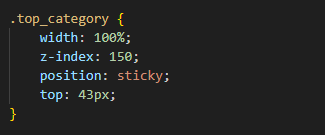 .top_category {
    width: 100%;
    z-index: 150;
    position: sticky;
    top: 43px;
}